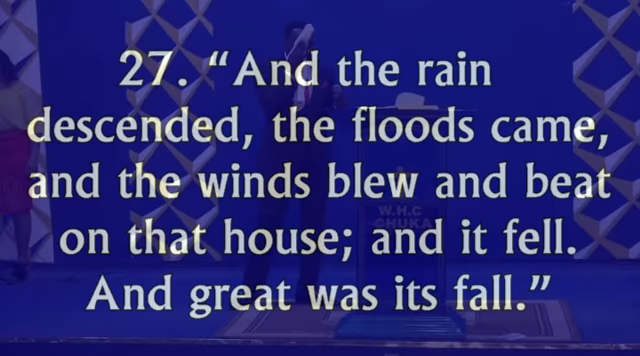 27. “And the rain
descended, the floods came,
and the winds blew and beat
on that house; and it fell.
And great was its fall.”
W.H.C
CHUKA